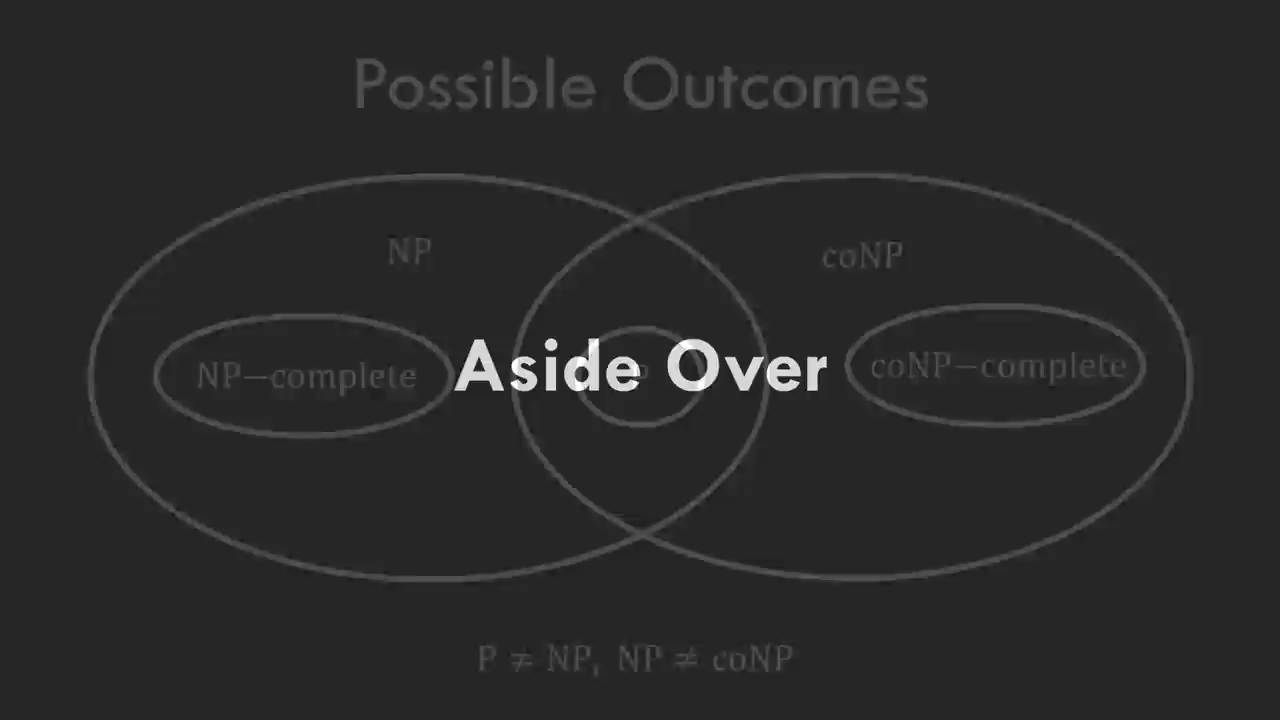 Possible Outcomes
NP
coNP
NP—complete
Aside Over
coNP—complete
P ≠ NP, NP ≠ coNP